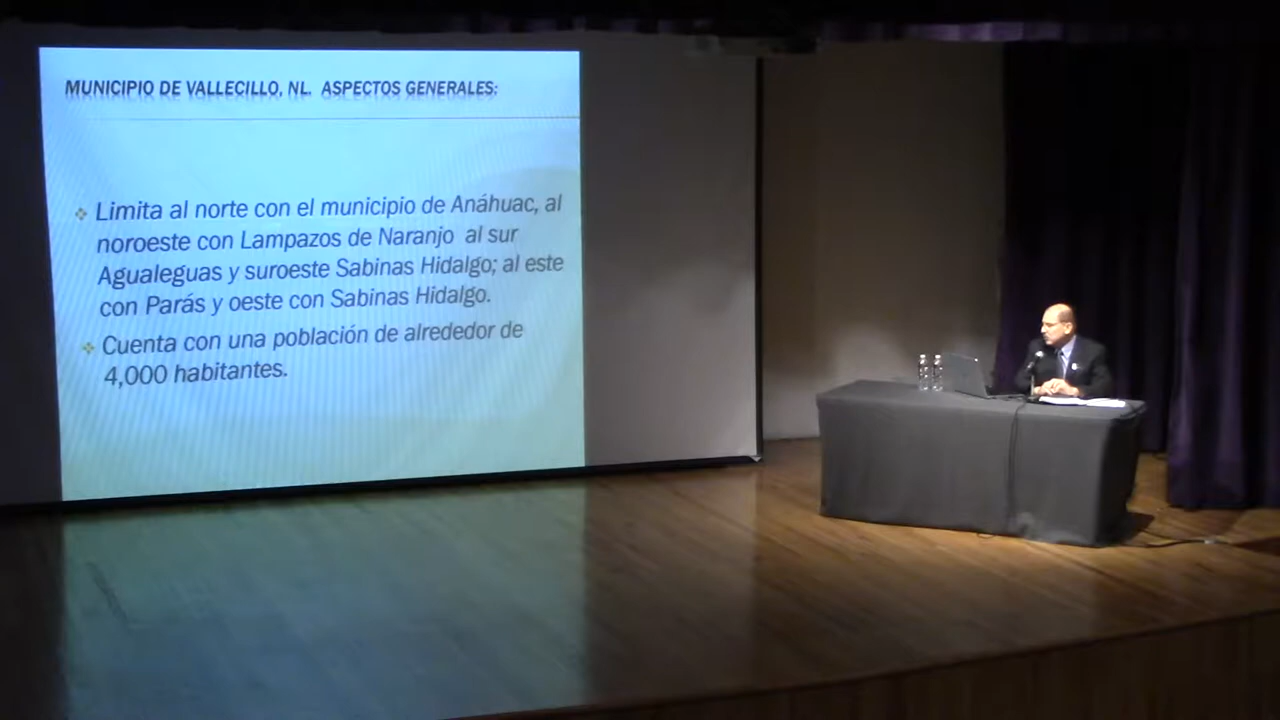 MUNICIPIO DE VALLECILLO, NL. ASPECTOS GENERALES:
Limita al norte con el municipio de Anáhuac, al
noroeste con Lampazos de Naranjo al sur
Agualeguas y suroeste Sabinas Hidalgo; al este
con Parás y oeste con Sabinas Hidalgo.
Cuenta con una población de alrededor de
4,000 habitantes.